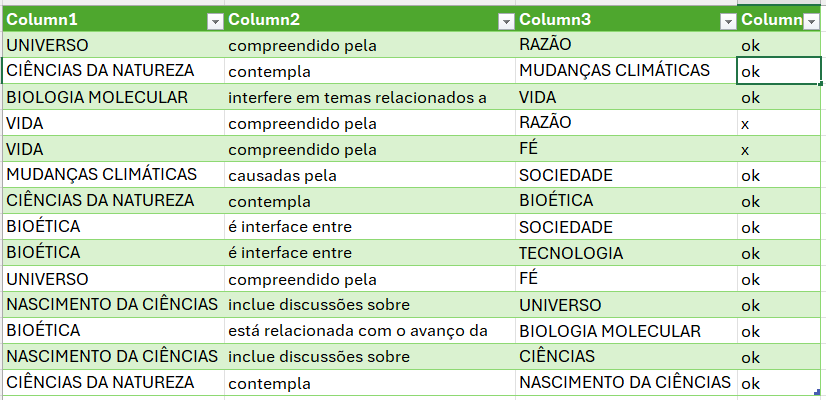 Column1 Column2 Column3 Column
UNIVERSO compreendido pela RAZÃO ok
CIÊNCIAS DA NATUREZA contempla MUDANÇAS CLIMÁTICAS ok
BIOLOGIA MOLECULAR interfere em temas relacionados a VIDA ok
VIDA compreendido pela RAZÃO x
VIDA compreendido pela FÉ x
MUDANÇAS CLIMÁTICAS causadas pela SOCIEDADE ok
CIÊNCIAS DA NATUREZA contempla BIOÉTICA ok
BIOÉTICA é interface entre SOCIEDADE ok
BIOÉTICA é interface entre TECNOLOGIA ok
UNIVERSO compreendido pela FÉ ok
NASCIMENTO DA CIÊNCIAS inclue discussões sobre UNIVERSO ok
BIOÉTICA está relacionada com o avanço da BIOLOGIA MOLECULAR ok
NASCIMENTO DA CIÊNCIAS inclue discussões sobre CIÊNCIAS ok
CIÊNCIAS DA NATUREZA contempla NASCIMENTO DA CIÊNCIAS ok